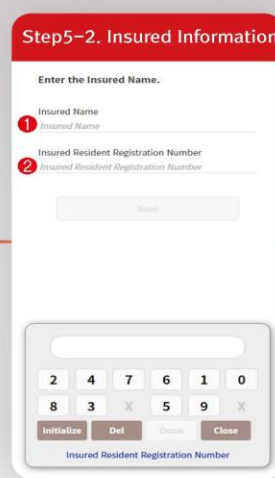 Step5-2. Insured Information
Enter the Insured Name.
Insured Name
1 Insured Name
Insured Resident Registration Number
2 Insured Resident Registration Number
Next
2 4 7 6 1 0
8 3 X 5 9 X
initialize Del Done Close
Insured Resident Registration Number